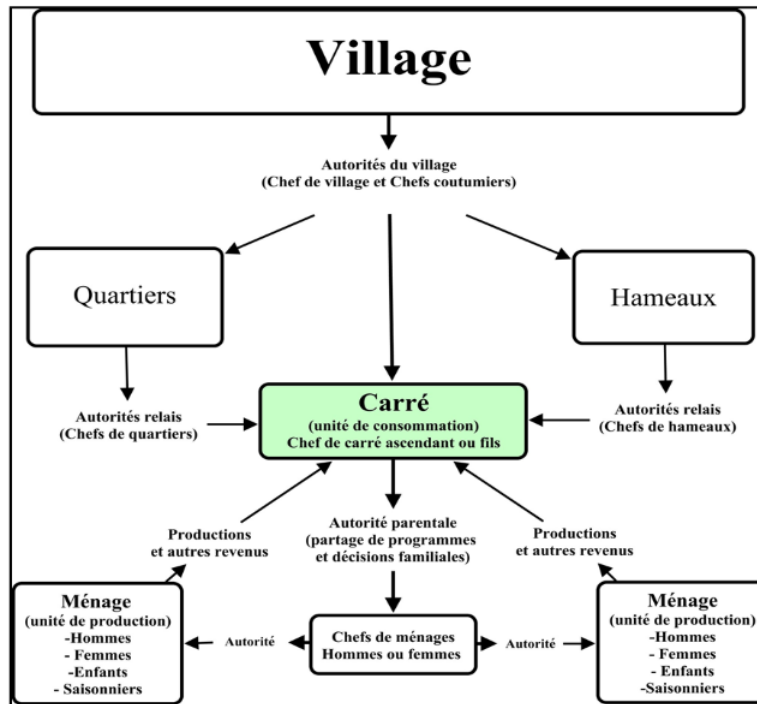 Village
Autorités du village
(Chef de village et Chefs coutumiers)
Quartiers
Hameaux
Autorités relais
(Chefs de quartiers)
Carré
(unité de consommation)
Chef de carré ascendant ou fils
Autorités relais
(Chefs de hameaux)
Productions
et autres revenus
Autorité parentale
(partage de programmes
et décisions familiales)
Productions
et autres revenus
Ménage
(unité de production)
-Hommes
- Femmes
-Enfants
- Saisonniers
Autorité
Chefs de ménages
Hommes ou femmes
Autorité
Ménage
(unité de production)
-Hommes
- Femmes
- Enfants
-Saisonniers